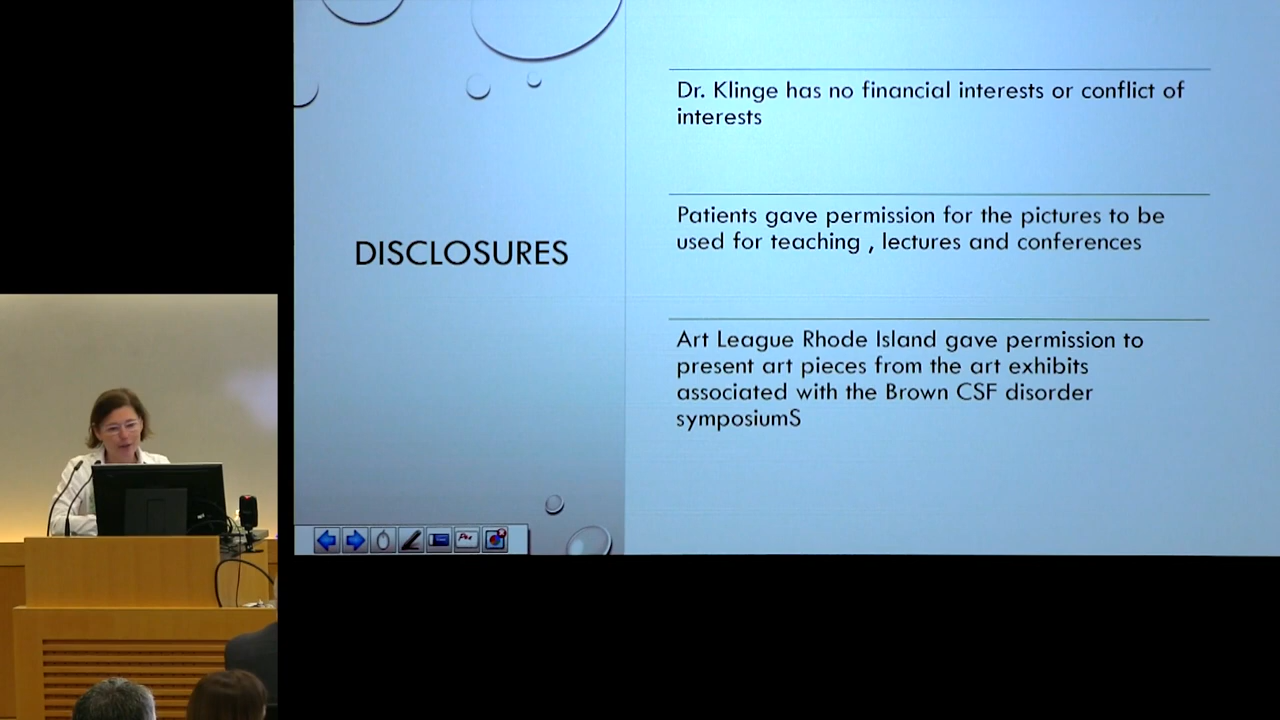 DISCLOSURES
Dr. Klinge has no financial interests or conflict of
interests
Patients gave permission for the pictures to be
used for teaching , lectures and conferences
Art League Rhode Island gave permission to
present art pieces from the art exhibits
associated with the Brown CSF disorder
symposiumS